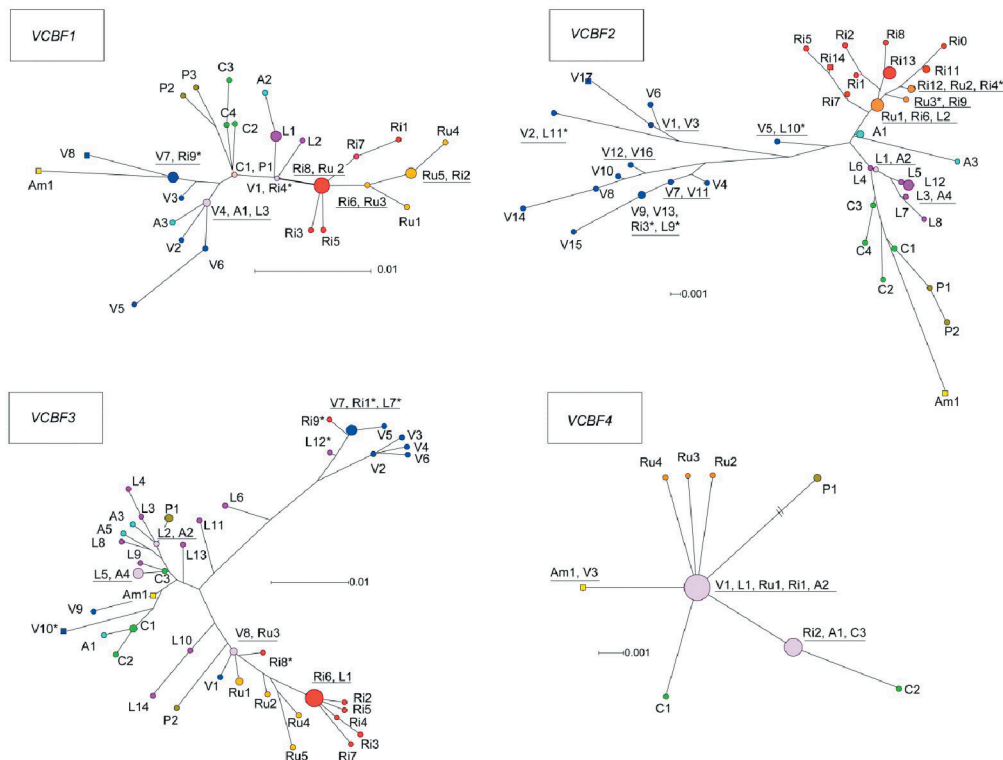 VCBF1
C3
P3
P2
A2
C4
C2
L1
L2
Ri1
Ru4
Ri7
V8
V7, Ri9*
C1, P1
Ri8, Ru 2
Ru5, Ri2
Am1
V1, Ri4*
V3
V4, A1, L3
Ri6, Ru3
A3
Ru1
V2
Ri3
Ri5
V6
0.01
V5
VCBF2
Ri5
Ri2
Ri8
Ri0
Ri14
Ri13
Ri11
V17
Ri1
Ri12, Ru2, Ri4*
V6
Ri7
Ru3*, Ri9
V2, L11*
V1, V3
Ru1, Ri6, L2
V5, L10*
A1
V12, V16
L6
L1, A2
A3
V10
L4
L5
L12
V8
V7, V11
V4
L3, A4
V14
V9, V13,
Ri3*, L9*
C3
L7
L8
V15
C4
C1
C2
P1
0.001
P2
Am1
VCBF3
V7, Ri1*, L7*
Ri9*
V5
V3
L12*
V4
V2
V6
L4
L3
P1
L6
A3
L11
A5
L2, A2
L8
L9
L13
L5, A4
C3
0.01
Am1
V9
V10*
C1
A1
L10
V8, Ru3
C2
Ri8*
Ri6, L1
V1
Ru1
Ri2
L14
Ru2
Ri5
P2
Ru4
Ri4
Ri3
Ru5
Ri7
VCBF4
Ru4
Ru3
Ru2
P1
Am1, V3
V1, L1, Ru1, Ri1, A2
Ri2, A1, C3
0.001
C1
C2